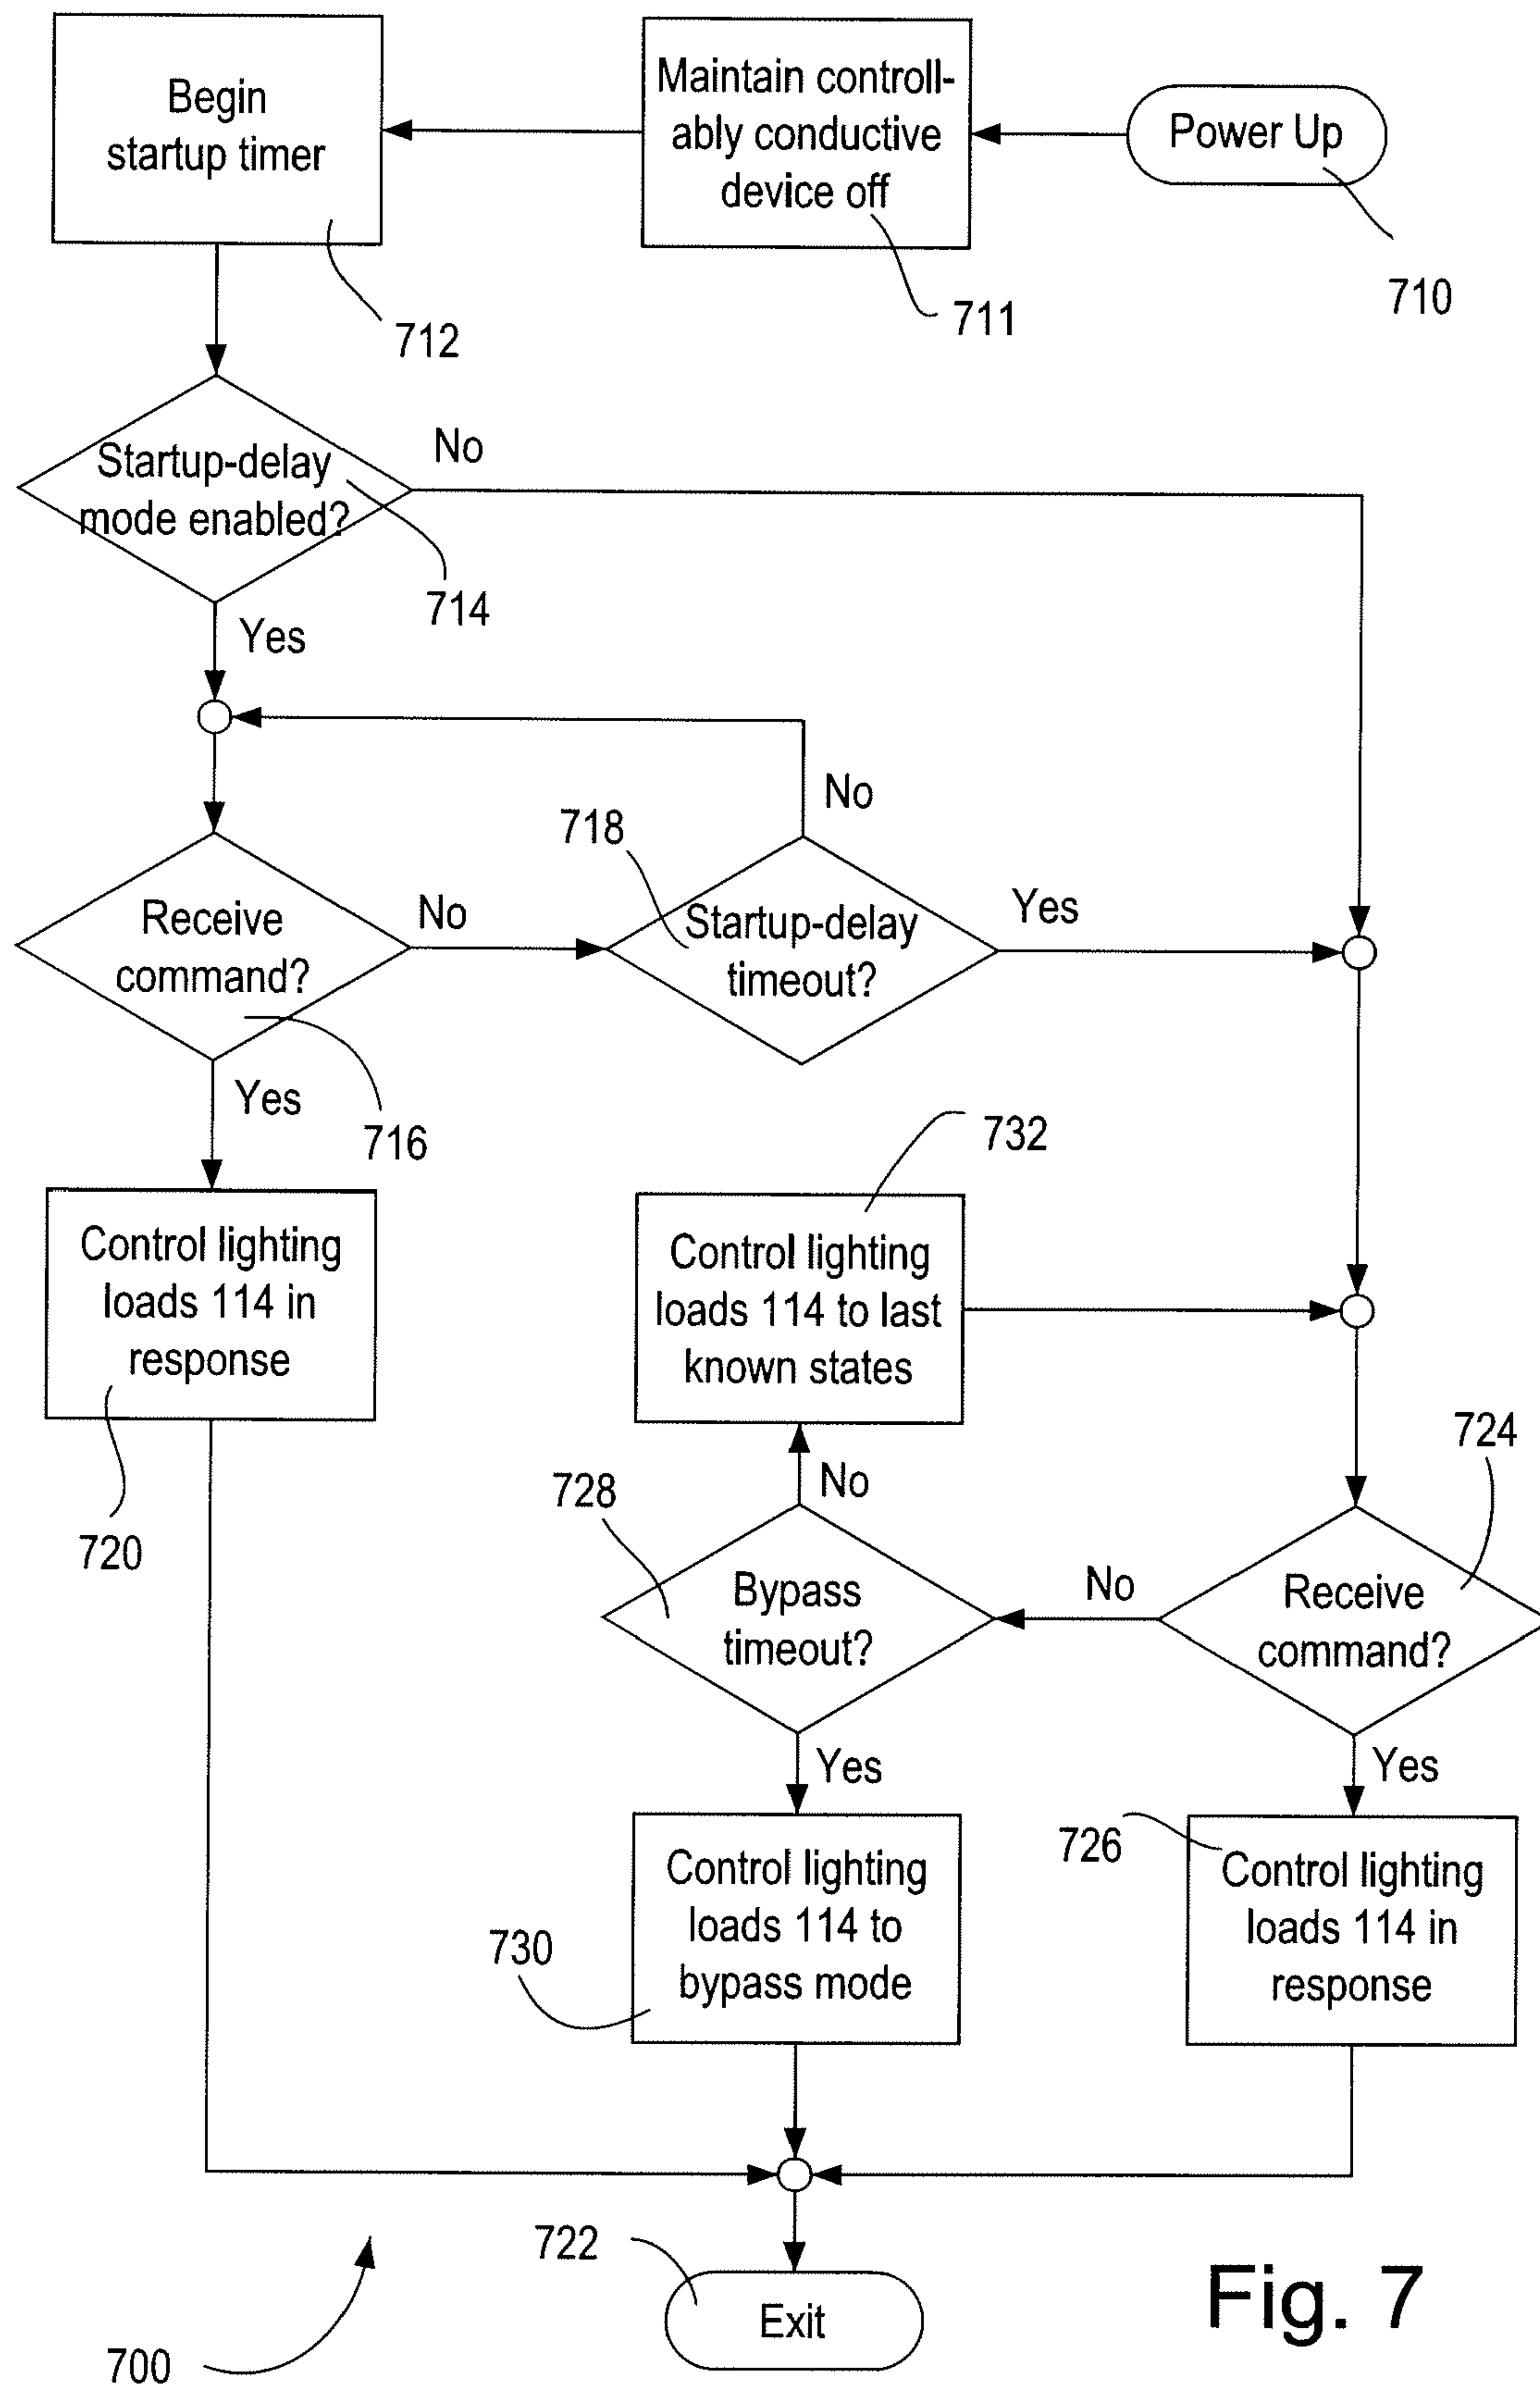 Power Up
710
Maintain controll-
ably conductive
device off
711
Begin
startup timer
712
Startup-delay
mode enabled?
714
No
Yes
No
718
Startup-delay
timeout?
Yes
Receive
command?
No
716
Yes
732
Control lighting
loads 114 in
response
720
Control lighting
loads 114 to last
known states
No
728
Bypass
timeout?
No
724
Receive
command?
Yes
Yes
Control lighting
loads 114 to
bypass mode
730
726
Control lighting
loads 114 in
response
722
Exit
700
Fig. 7